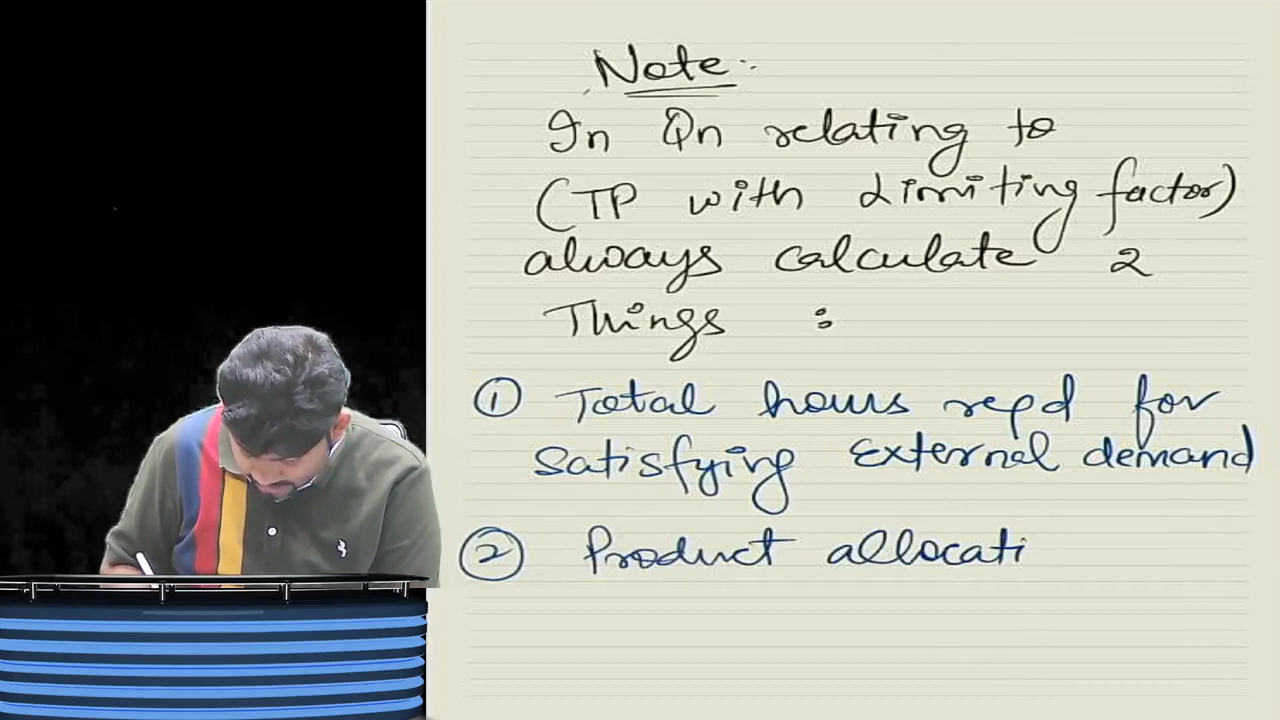 Note:
In Qn relating to
(TP with Limiting factor)
always calculate 2
Things :
① Total hours reqd for
satisfying External demand
② Product allocati